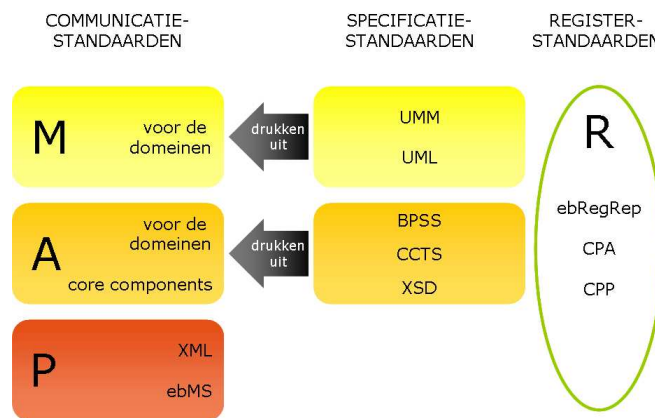 COMMUNICATIE-
STANDAARDEN
SPECIFICATIE-
STANDAARDEN
REGISTER-
STANDAARDEN
M
voor de
domeinen
drukken
uit
UMM
UML
A
voor de
domeinen
core components
drukken
uit
BPSS
CCTS
XSD
P
XML
ebMS
R
ebRegRep
CPA
CPP